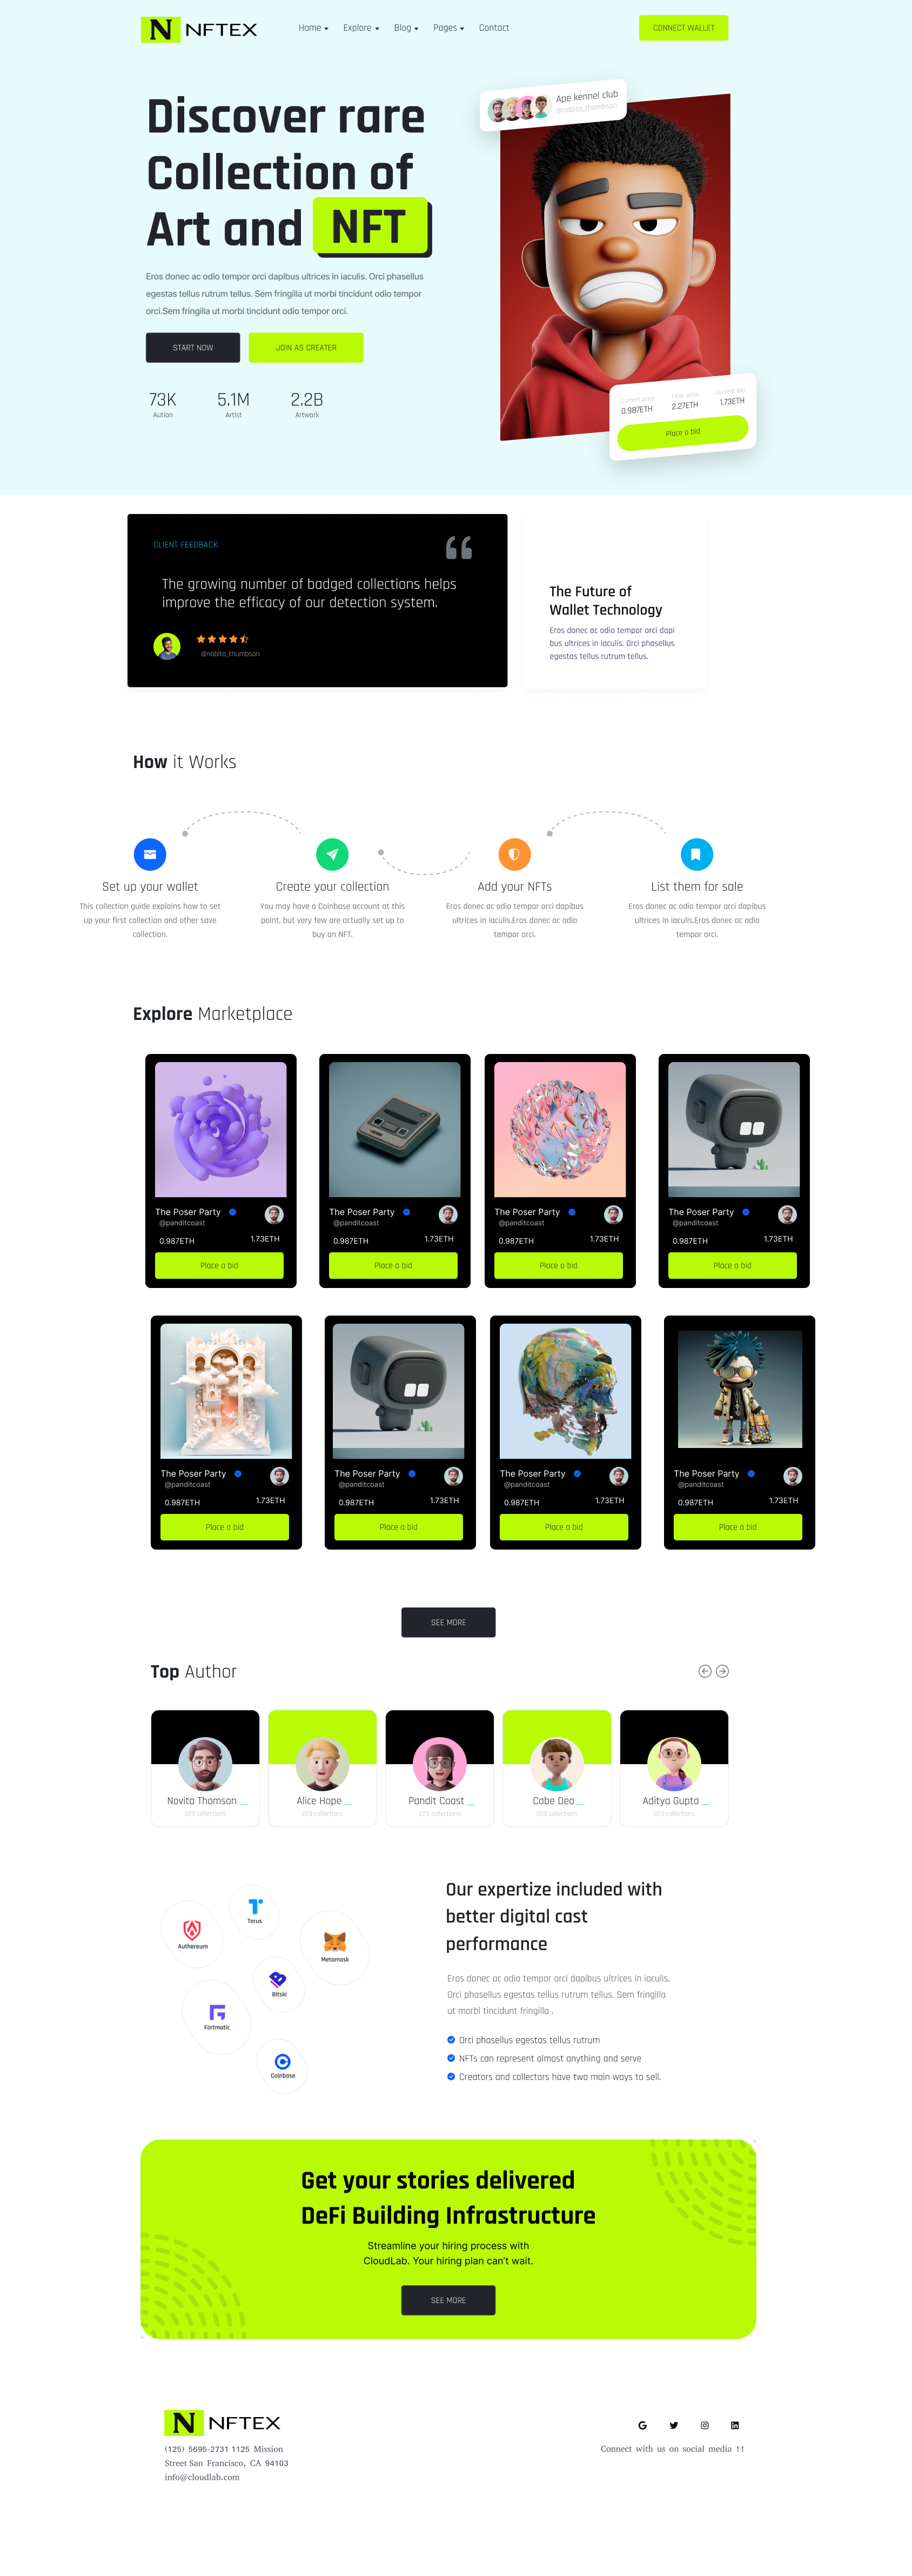 N NFTEX
Home Explore Blog Pages Contact
CONNECT WALLET
Discover rare
Collection of
Art and NFT
Eros donec ac odio tempor orci dapibus ultrices in iaculis. Orci phasellus
egestas tellus rutrum tellus. Sem fringilla ut morbi tincidunt odio tempor
orci.Sem fringilla ut morbi tincidunt odio tempor orci.
START NOW JOIN AS CREATER
73K 5.1M 2.2B
Aution Artist Artwork
Ape kennel club
@nobita_thumbson
Current price Floor price Current Bid
0.987ETH 2.27ETH 1.73ETH
Place a bid
CLIENT FEEDBACK
The growing number of badged collections helps
improve the efficacy of our detection system.
@nobita_thumbson
The Future of
Wallet Technology
Eros donec ac odio tempor orci dapi
bus ultrices in iaculis. Orci phasellus
egestas tellus rutrum tellus.
How it Works
Set up your wallet
This collection guide explains how to set
up your first collection and other save
collection.
Create your collection
You may have a Coinbase account at this
point, but very few are actually set up to
buy an NFT.
Add your NFTs
Eros donec ac odio tempor orci dapibus
ultrices in iaculis.Eros donec ac odio
tempor orci.
List them for sale
Eros donec ac odio tempor orci dapibus
ultrices in iaculis.Eros donec ac odio
tempor orci.
Explore Marketplace
The Poser Party
@panditcoast
0.987ETH 1.73ETH
Place a bid
The Poser Party
@panditcoast
0.987ETH 1.73ETH
Place a bid
The Poser Party
@panditcoast
0.987ETH 1.73ETH
Place a bid
The Poser Party
@panditcoast
0.987ETH 1.73ETH
Place a bid
The Poser Party
@panditcoast
0.987ETH 1.73ETH
Place a bid
The Poser Party
@panditcoast
0.987ETH 1.73ETH
Place a bid
The Poser Party
@panditcoast
0.987ETH 1.73ETH
Place a bid
The Poser Party
@panditcoast
0.987ETH 1.73ETH
Place a bid
SEE MORE
Top Author
Novita Thomson __
223 collections
Alice Hope __
223 collections
Pandit Coast __
223 collections
Cabe Deo __
223 collections
Aditya Gupta __
223 collections
Torus
Authereum
Metamask
Bitski
Fortmatic
Coinbase
Our expertize included with
better digital cast
performance
Eros donec ac odio tempor orci dapibus ultrices in iaculis.
Orci phasellus egestas tellus rutrum tellus. Sem fringilla
ut morbi tincidunt fringilla .
Orci phasellus egestas tellus rutrum
NFTs can represent almost anything and serve
Creators and collectors have two main ways to sell.
Get your stories delivered
DeFi Building Infrastructure
Streamline your hiring process with
CloudLab. Your hiring plan can't wait.
SEE MORE
N NFTEX
(125) 5695-2731 1125 Mission
Street San Francisco, CA 94103
info@cloudlab.com
Connect with us on social media !!